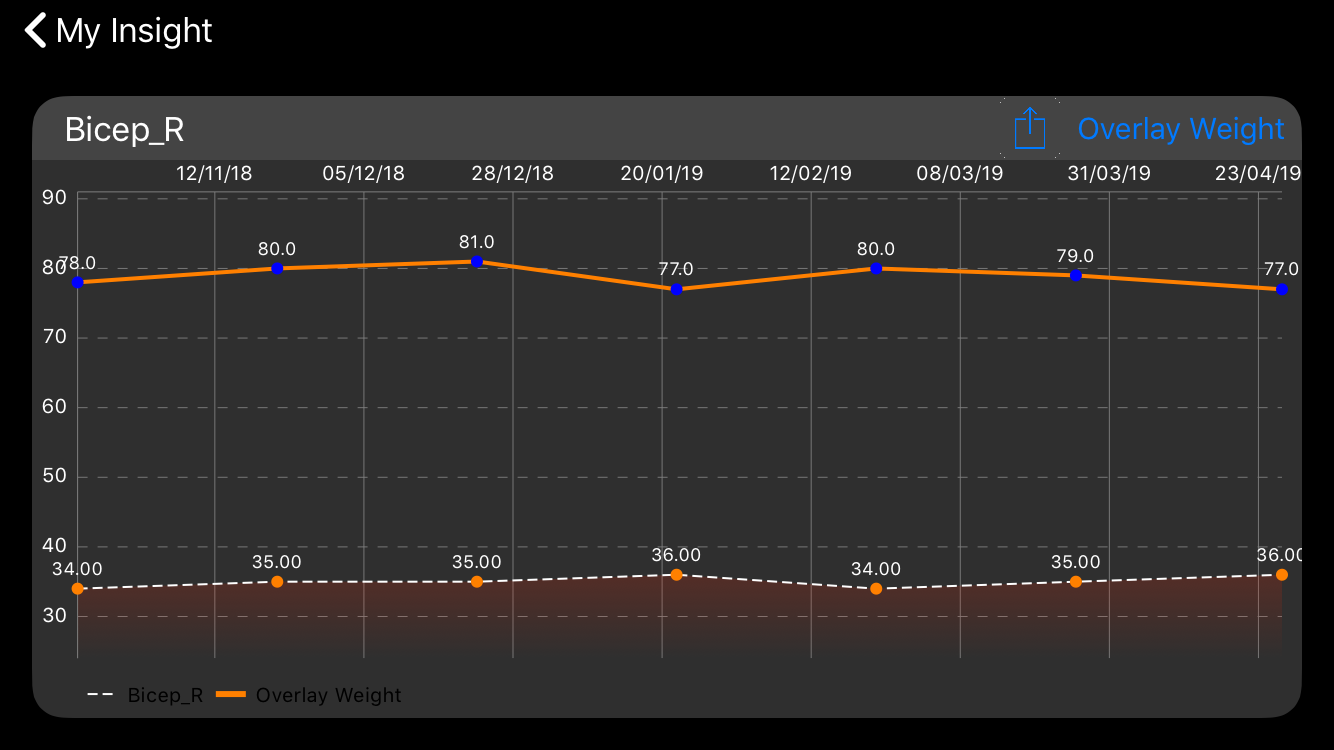 My Insight
Bicep_R
Overlay Weight
12/11/18 05/12/18 28/12/18 20/01/19 12/02/19 08/03/19 31/03/19 23/04/19
90
81.0
80.0 80.0
79.0
80 78.0 77.0 77.0
70
60
50
40
36.00 36.00
35.00 35.00 35.00
34.00 34.00
30
Bicep_R Overlay Weight